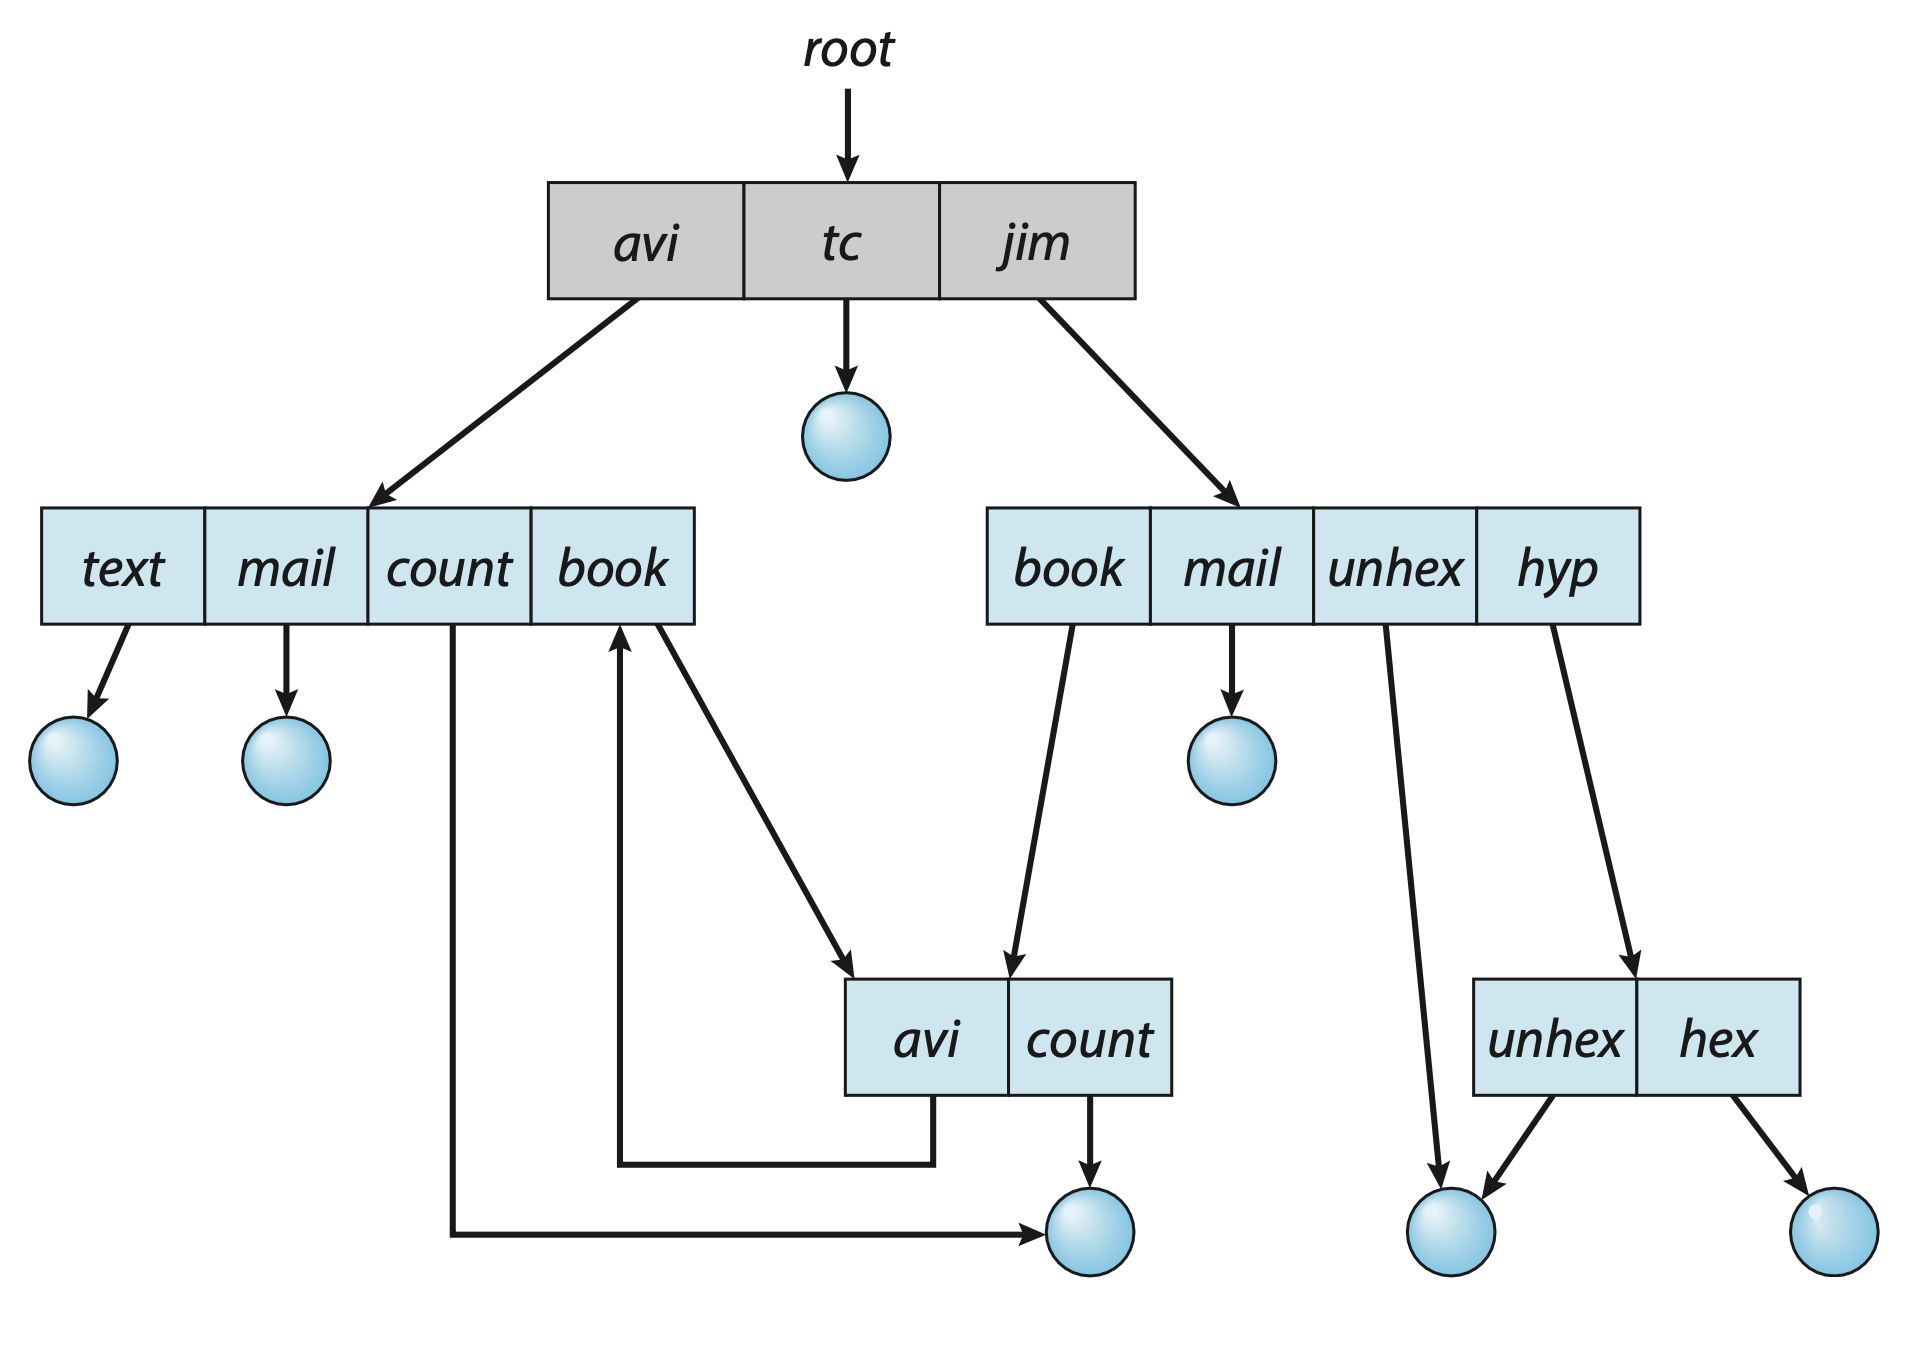 root
avi tc jim
text mail count book
book mail unhex hyp
avi count
unhex hex